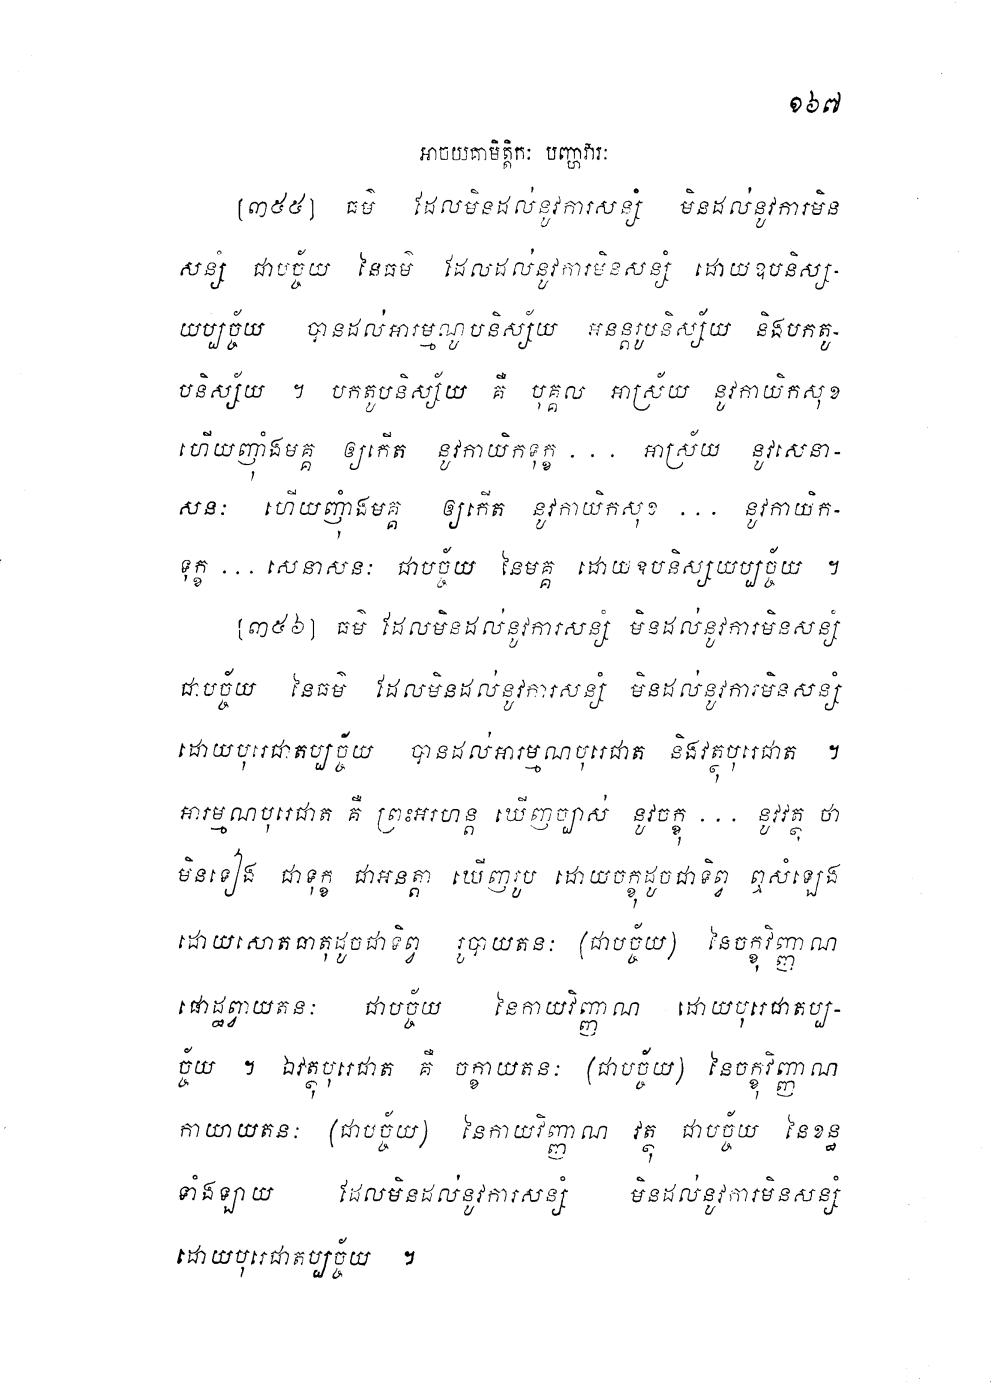 ១៦៧
អាចយគាមិត្តិកៈ បញ្ហាវារៈ
[៣៥៥] ធម៌ ដែលមិនដល់នូវការសន្សំ មិនដល់នូវការមិន
សន្សំ ជាបច្ច័យ នៃធម៌ ដែលដល់នូវការមិនសន្សំ ដោយឧបនិស្ស-
យប្បច្ច័យ បានដល់អារម្មណូបនិស្ស័យ អនន្តរូបនិស្ស័យ និងបកតូ-
បនិស្ស័យ ។ បកតូបនិស្ស័យ គឺ បុគ្គល អាស្រ័យ នូវកាយិកសុខ
ហើយញុំាងមគ្គ ឲ្យកើត នូវកាយិកទុក្ខ ... អាស្រ័យ នូវសេនា-
សនៈ ហើយញុំាងមគ្គ ឲ្យកើត នូវកាយិកសុខ ... នូវកាយិក-
ទុក្ខ ... សេនាសនៈ ជាបច្ច័យ នៃមគ្គ ដោយឧបនិស្សយប្បច្ច័យ ។
[៣៥៦] ធម៌ ដែលមិនដល់នូវការសន្សំ មិនដល់នូវការមិនសន្សំ
ជាបច្ច័យ នៃធម៌ ដែលមិនដល់នូវការសន្សំ មិនដល់នូវការមិនសន្សំ
ដោយបុរេជាតប្បច្ច័យ បានដល់អារម្មណបុរេជាត និងវត្ថុបុរេជាត ។
អារម្មណបុរេជាត គឺ ព្រះអរហន្ត ឃើញច្បាស់ នូវចក្ខុ ... នូវវត្ថុ ថា
មិនទៀង ជាទុក្ខ ជាអនត្តា ឃើញរូប ដោយចក្ខុដូចជាទិព្វ ឮសំឡេង
ដោយសោតធាតុដូចជាទិព្វ រូបាយតនៈ (ជាបច្ច័យ) នៃចក្ខុវិញ្ញាណ
ផោដ្ឋព្វាយតនៈ ជាបច្ច័យ នៃកាយវិញ្ញាណ ដោយបុរេជាតប្ប-
ច្ច័យ ។ ឯវត្ថុបុរេជាត គឺ ចក្ខាយតនៈ (ជាបច្ច័យ) នៃចក្ខុវិញ្ញាណ
កាយាយតនៈ (ជាបច្ច័យ) នៃកាយវិញ្ញាណ វត្ថុ ជាបច្ច័យ នៃខន្ធ
ទាំងឡាយ ដែលមិនដល់នូវការសន្សំ មិនដល់នូវការមិនសន្សំ
ដោយបុរេជាតប្បច្ច័យ ។